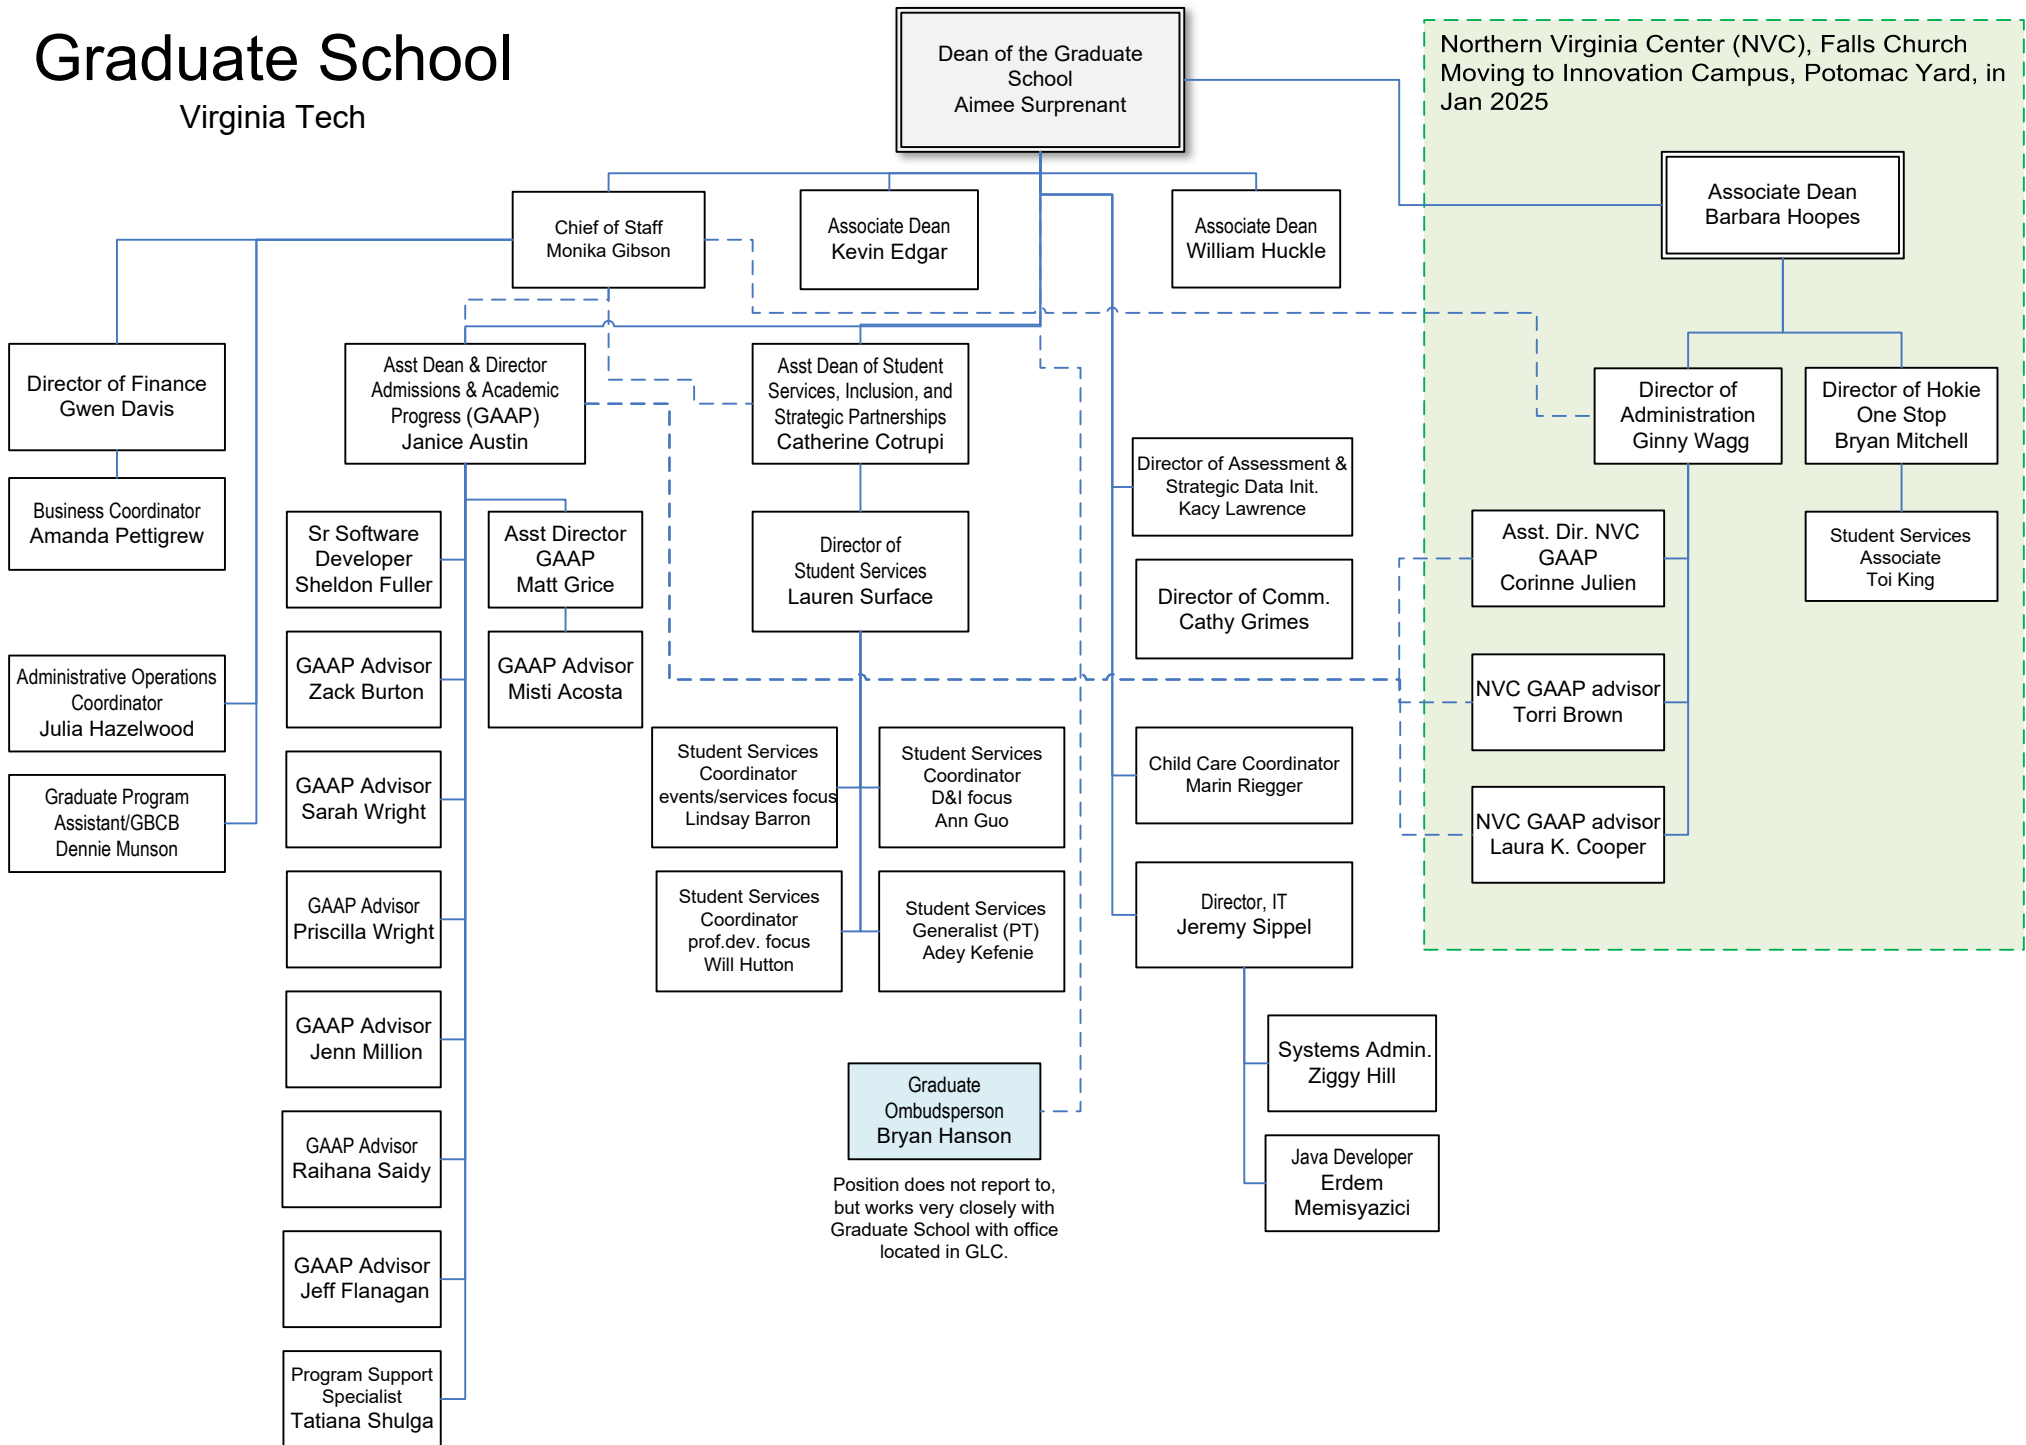 Graduate School
Virginia Tech
Dean of the Graduate
School
Aimee Surprenant
Northern Virginia Center (NVC), Falls Church
Moving to Innovation Campus, Potomac Yard, in
Jan 2025
Chief of Staff
Monika Gibson
Associate Dean
Kevin Edgar
Associate Dean
William Huckle
Associate Dean
Barbara Hoopes
Director of Finance
Gwen Davis
Asst Dean & Director
Admissions & Academic
Progress (GAAP)
Janice Austin
Asst Dean of Student
Services, Inclusion, and
Strategic Partnerships
Catherine Cotrupi
Director of
Administration
Ginny Wagg
Director of Hokie
One Stop
Bryan Mitchell
Business Coordinator
Amanda Pettigrew
Sr Software
Developer
Sheldon Fuller
Asst Director
GAAP
Matt Grice
Director of
Student Services
Lauren Surface
Director of Assessment &
Strategic Data Init.
Kacy Lawrence
Asst. Dir. NVC
GAAP
Corinne Julien
Student Services
Associate
Toi King
Director of Comm.
Cathy Grimes
Administrative Operations
Coordinator
Julia Hazelwood
GAAP Advisor
Zack Burton
GAAP Advisor
Misti Acosta
NVC GAAP advisor
Torri Brown
Graduate Program
Assistant/GBCB
Dennie Munson
GAAP Advisor
Sarah Wright
Student Services
Coordinator
events/services focus
Lindsay Barron
Student Services
Coordinator
D&I focus
Ann Guo
Child Care Coordinator
Marin Riegger
NVC GAAP advisor
Laura K. Cooper
GAAP Advisor
Priscilla Wright
Student Services
Coordinator
prof.dev. focus
Will Hutton
Student Services
Generalist (PT)
Adey Kefenie
Director, IT
Jeremy Sippel
GAAP Advisor
Jenn Million
Systems Admin.
Ziggy Hill
Graduate
Ombudsperson
Bryan Hanson
GAAP Advisor
Raihana Saidy
Java Developer
Erdem
Memisyazici
Position does not report to,
but works very closely with
Graduate School with office
located in GLC.
GAAP Advisor
Jeff Flanagan
Program Support
Specialist
Tatiana Shulga